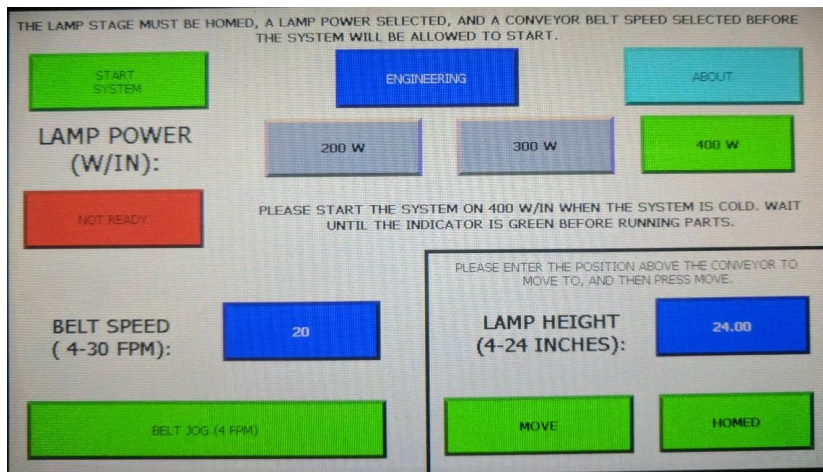 THE LAMP STAGE MUST BE HOMED, A LAMP POWER SELECTED, AND A CONVEYOR BELT SPEED SELECTED BEFORE
THE SYSTEM WILL BE ALLOWED TO START.
START
SYSTEM
ENGINEERING
ABOUT
LAMP POWER
(W/IN):
200 W
300 W
400 W
NOT READY
PLEASE START THE SYSTEM ON 400 W/IN WHEN THE SYSTEM IS COLD. WAIT
UNTIL THE INDICATOR IS GREEN BEFORE RUNNING PARTS.
PLEASE ENTER THE POSITION ABOVE THE CONVEYOR TO
MOVE TO, AND THEN PRESS MOVE.
BELT SPEED
( 4-30 FPM):
20
LAMP HEIGHT
(4-24 INCHES):
24.00
BELT JOG (4 FPM)
MOVE
HOMED